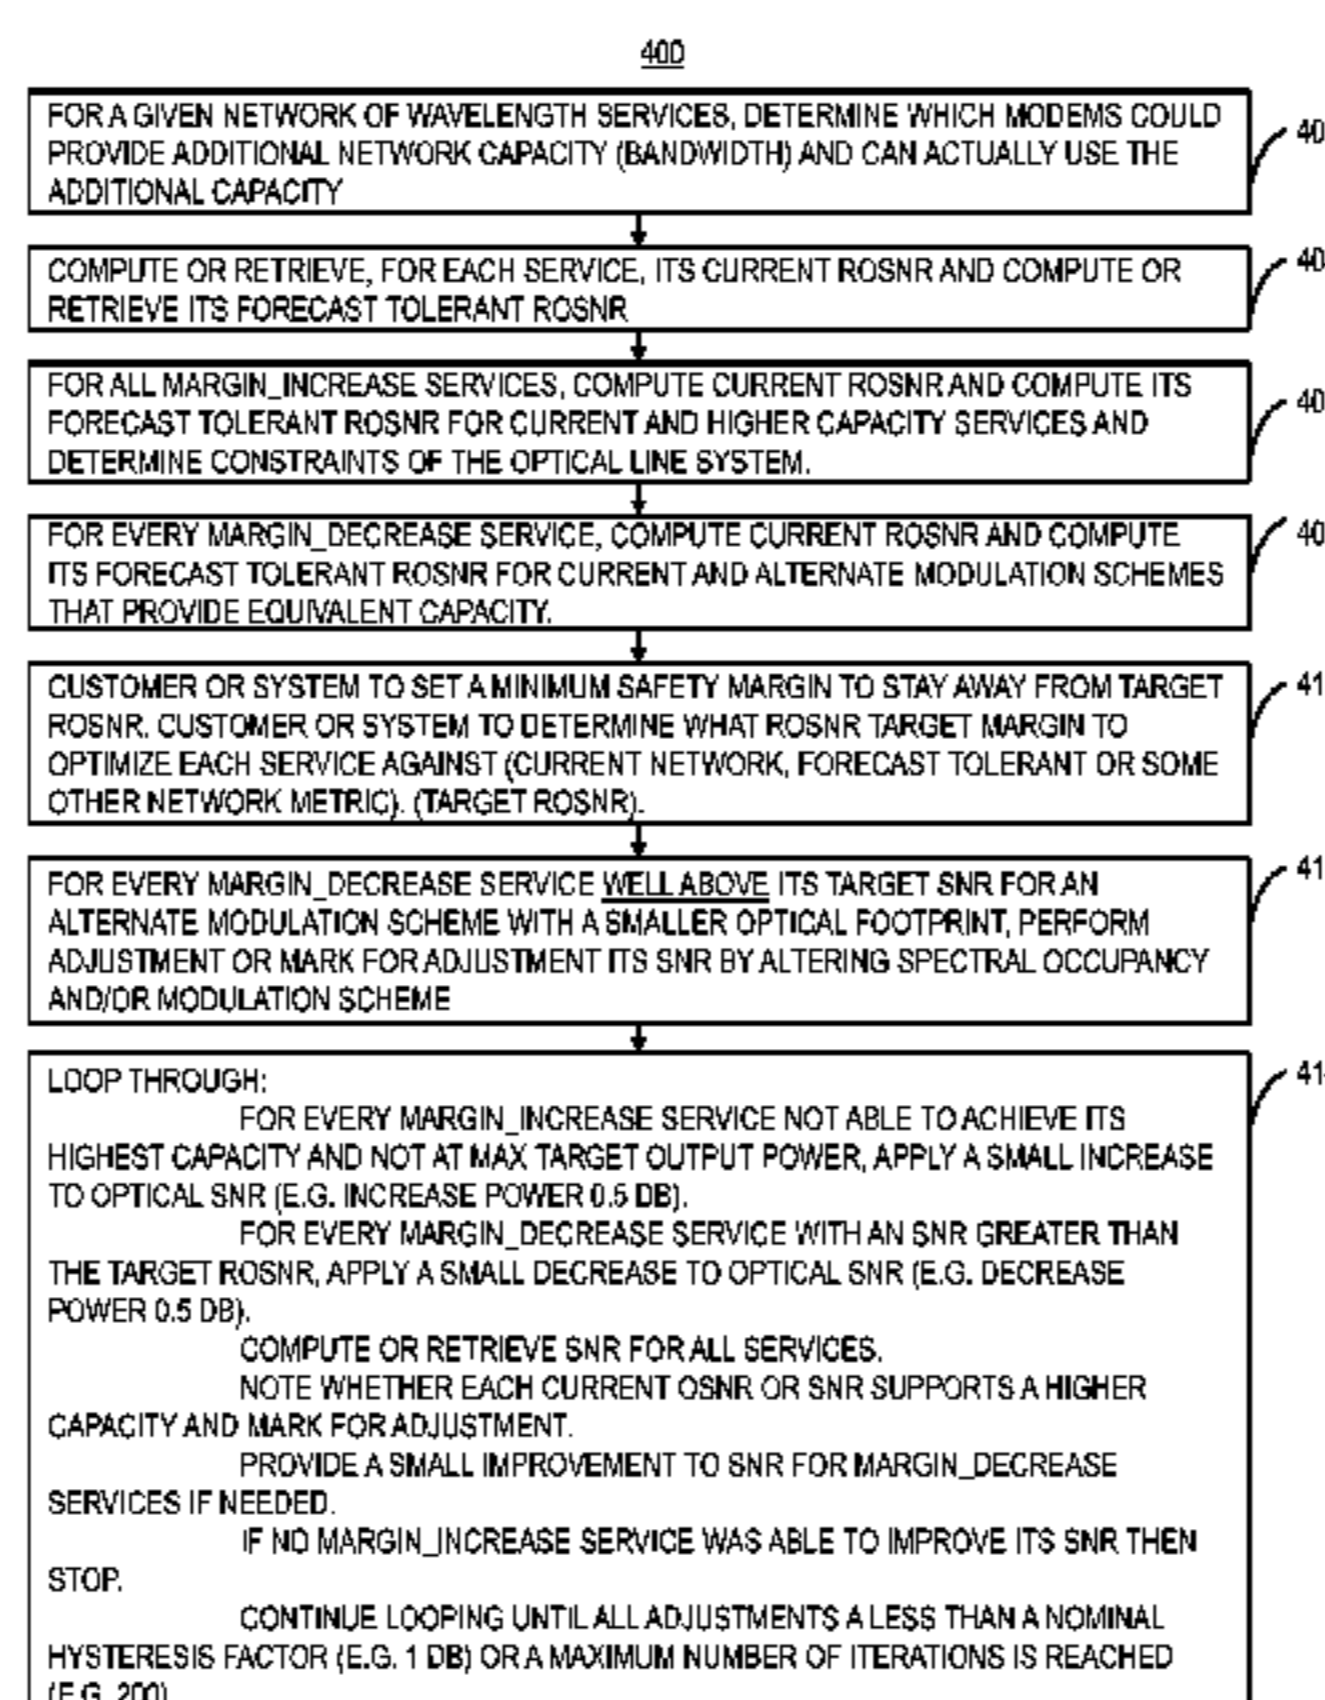 400
FOR A GIVEN NETWORK OF WAVELENGTH SERVICES, DETERMINE WHICH MODEMS COULD
PROVIDE ADDITIONAL NETWORK CAPACITY (BANDWIDTH) AND CAN ACTUALLY USE THE
ADDITIONAL CAPACITY
40
COMPUTE OR RETRIEVE, FOR EACH SERVICE, ITS CURRENT ROSNR AND COMPUTE OR
RETRIEVE ITS FORECAST TOLERANT ROSNR
40
FOR ALL MARGIN_INCREASE SERVICES, COMPUTE CURRENT ROSNR AND COMPUTE ITS
FORECAST TOLERANT ROSNR FOR CURRENT AND HIGHER CAPACITY SERVICES AND
DETERMINE CONSTRAINTS OF THE OPTICAL LINE SYSTEM.
40
FOR EVERY MARGIN_DECREASE SERVICE, COMPUTE CURRENT ROSNR AND COMPUTE
ITS FORECAST TOLERANT ROSNR FOR CURRENT AND ALTERNATE MODULATION SCHEMES
THAT PROVIDE EQUIVALENT CAPACITY.
40
CUSTOMER OR SYSTEM TO SET A MINIMUM SAFETY MARGIN TO STAY AWAY FROM TARGET
ROSNR. CUSTOMER OR SYSTEM TO DETERMINE WHAT ROSNR TARGET MARGIN TO
OPTIMIZE EACH SERVICE AGAINST (CURRENT NETWORK, FORECAST TOLERANT OR SOME
OTHER NETWORK METRIC). (TARGET ROSNR).
41
FOR EVERY MARGIN_DECREASE SERVICE WELL ABOVE ITS TARGET SNR FOR AN
ALTERNATE MODULATION SCHEME WITH A SMALLER OPTICAL FOOTPRINT, PERFORM
ADJUSTMENT OR MARK FOR ADJUSTMENT ITS SNR BY ALTERING SPECTRAL OCCUPANCY
AND/OR MODULATION SCHEME
41
LOOP THROUGH:
FOR EVERY MARGIN_INCREASE SERVICE NOT ABLE TO ACHIEVE ITS
HIGHEST CAPACITY AND NOT AT MAX TARGET OUTPUT POWER, APPLY A SMALL INCREASE
TO OPTICAL SNR (E.G. INCREASE POWER 0.5 DB).
FOR EVERY MARGIN_DECREASE SERVICE WITH AN SNR GREATER THAN
THE TARGET ROSNR, APPLY A SMALL DECREASE TO OPTICAL SNR (E.G. DECREASE
POWER 0.5 DB).
COMPUTE OR RETRIEVE SNR FOR ALL SERVICES.
NOTE WHETHER EACH CURRENT OSNR OR SNR SUPPORTS A HIGHER
CAPACITY AND MARK FOR ADJUSTMENT.
PROVIDE A SMALL IMPROVEMENT TO SNR FOR MARGIN_DECREASE
SERVICES IF NEEDED.
IF NO MARGIN_INCREASE SERVICE WAS ABLE TO IMPROVE ITS SNR THEN
STOP.
CONTINUE LOOPING UNTIL ALL ADJUSTMENTS A LESS THAN A NOMINAL
HYSTERESIS FACTOR (E.G. 1 DB) OR A MAXIMUM NUMBER OF ITERATIONS IS REACHED
(E.G. 200)
41